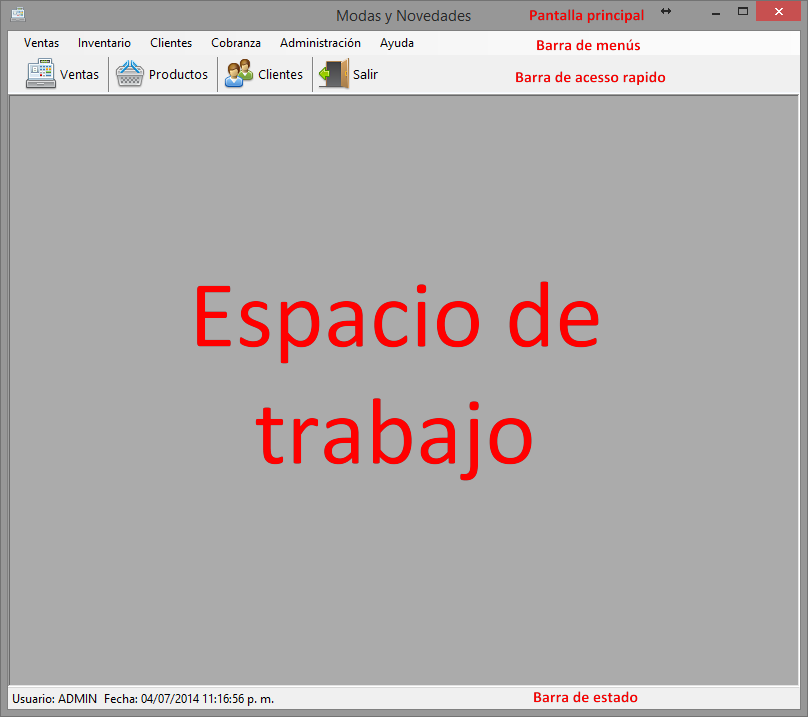 Modas y Novedades Pantalla principal
Ventas Inventario Clientes Cobranza Administración Ayuda Barra de menús
Ventas Productos Clientes Salir Barra de acesso rapido
Espacio de
trabajo
Usuario: ADMIN Fecha: 04/07/2014 11:16:56 p. m. Barra de estado